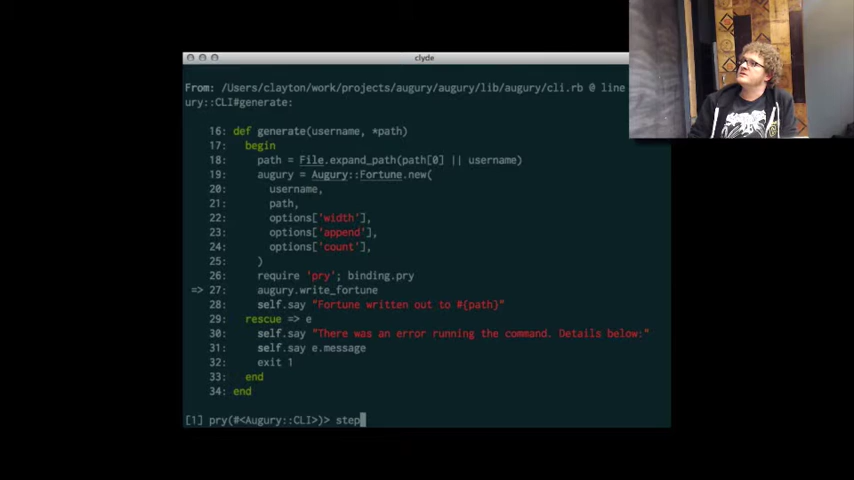 clyde
From: /Users/clayton/work/projects/augury/augury/lib/augury/cli.rb @ line
ury::CLI#generate:
16: def generate(username, *path)
17: begin
18: path = File.expand_path(path[0] || username)
19: augury = Augury::Fortune.new(
20: username,
21: path,
22: options['width'],
23: options['append'],
24: options['count'],
25: )
26: require 'pry'; binding.pry
=> 27: augury.write_fortune
28: self.say "Fortune written out to #{path}"
29: rescue => e
30: self.say "There was an error running the command. Details below:"
31: self.say e.message
32: exit 1
33: end
34: end
[1] pry(#<Augury::CLI>)> step